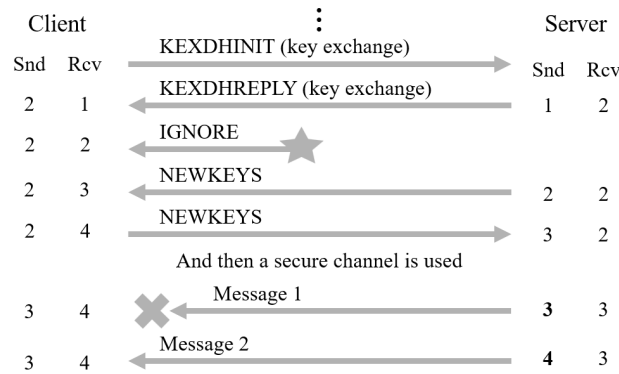 Client Server
Snd Rcv KEXDHINIT (key exchange) Snd Rcv
2 1 KEXDHREPLY (key exchange) 1 2
2 2 IGNORE
2 3 NEWKEYS 2 2
2 4 NEWKEYS 3 2
And then a secure channel is used
3 4 Message 1 3 3
3 4 Message 2 4 3